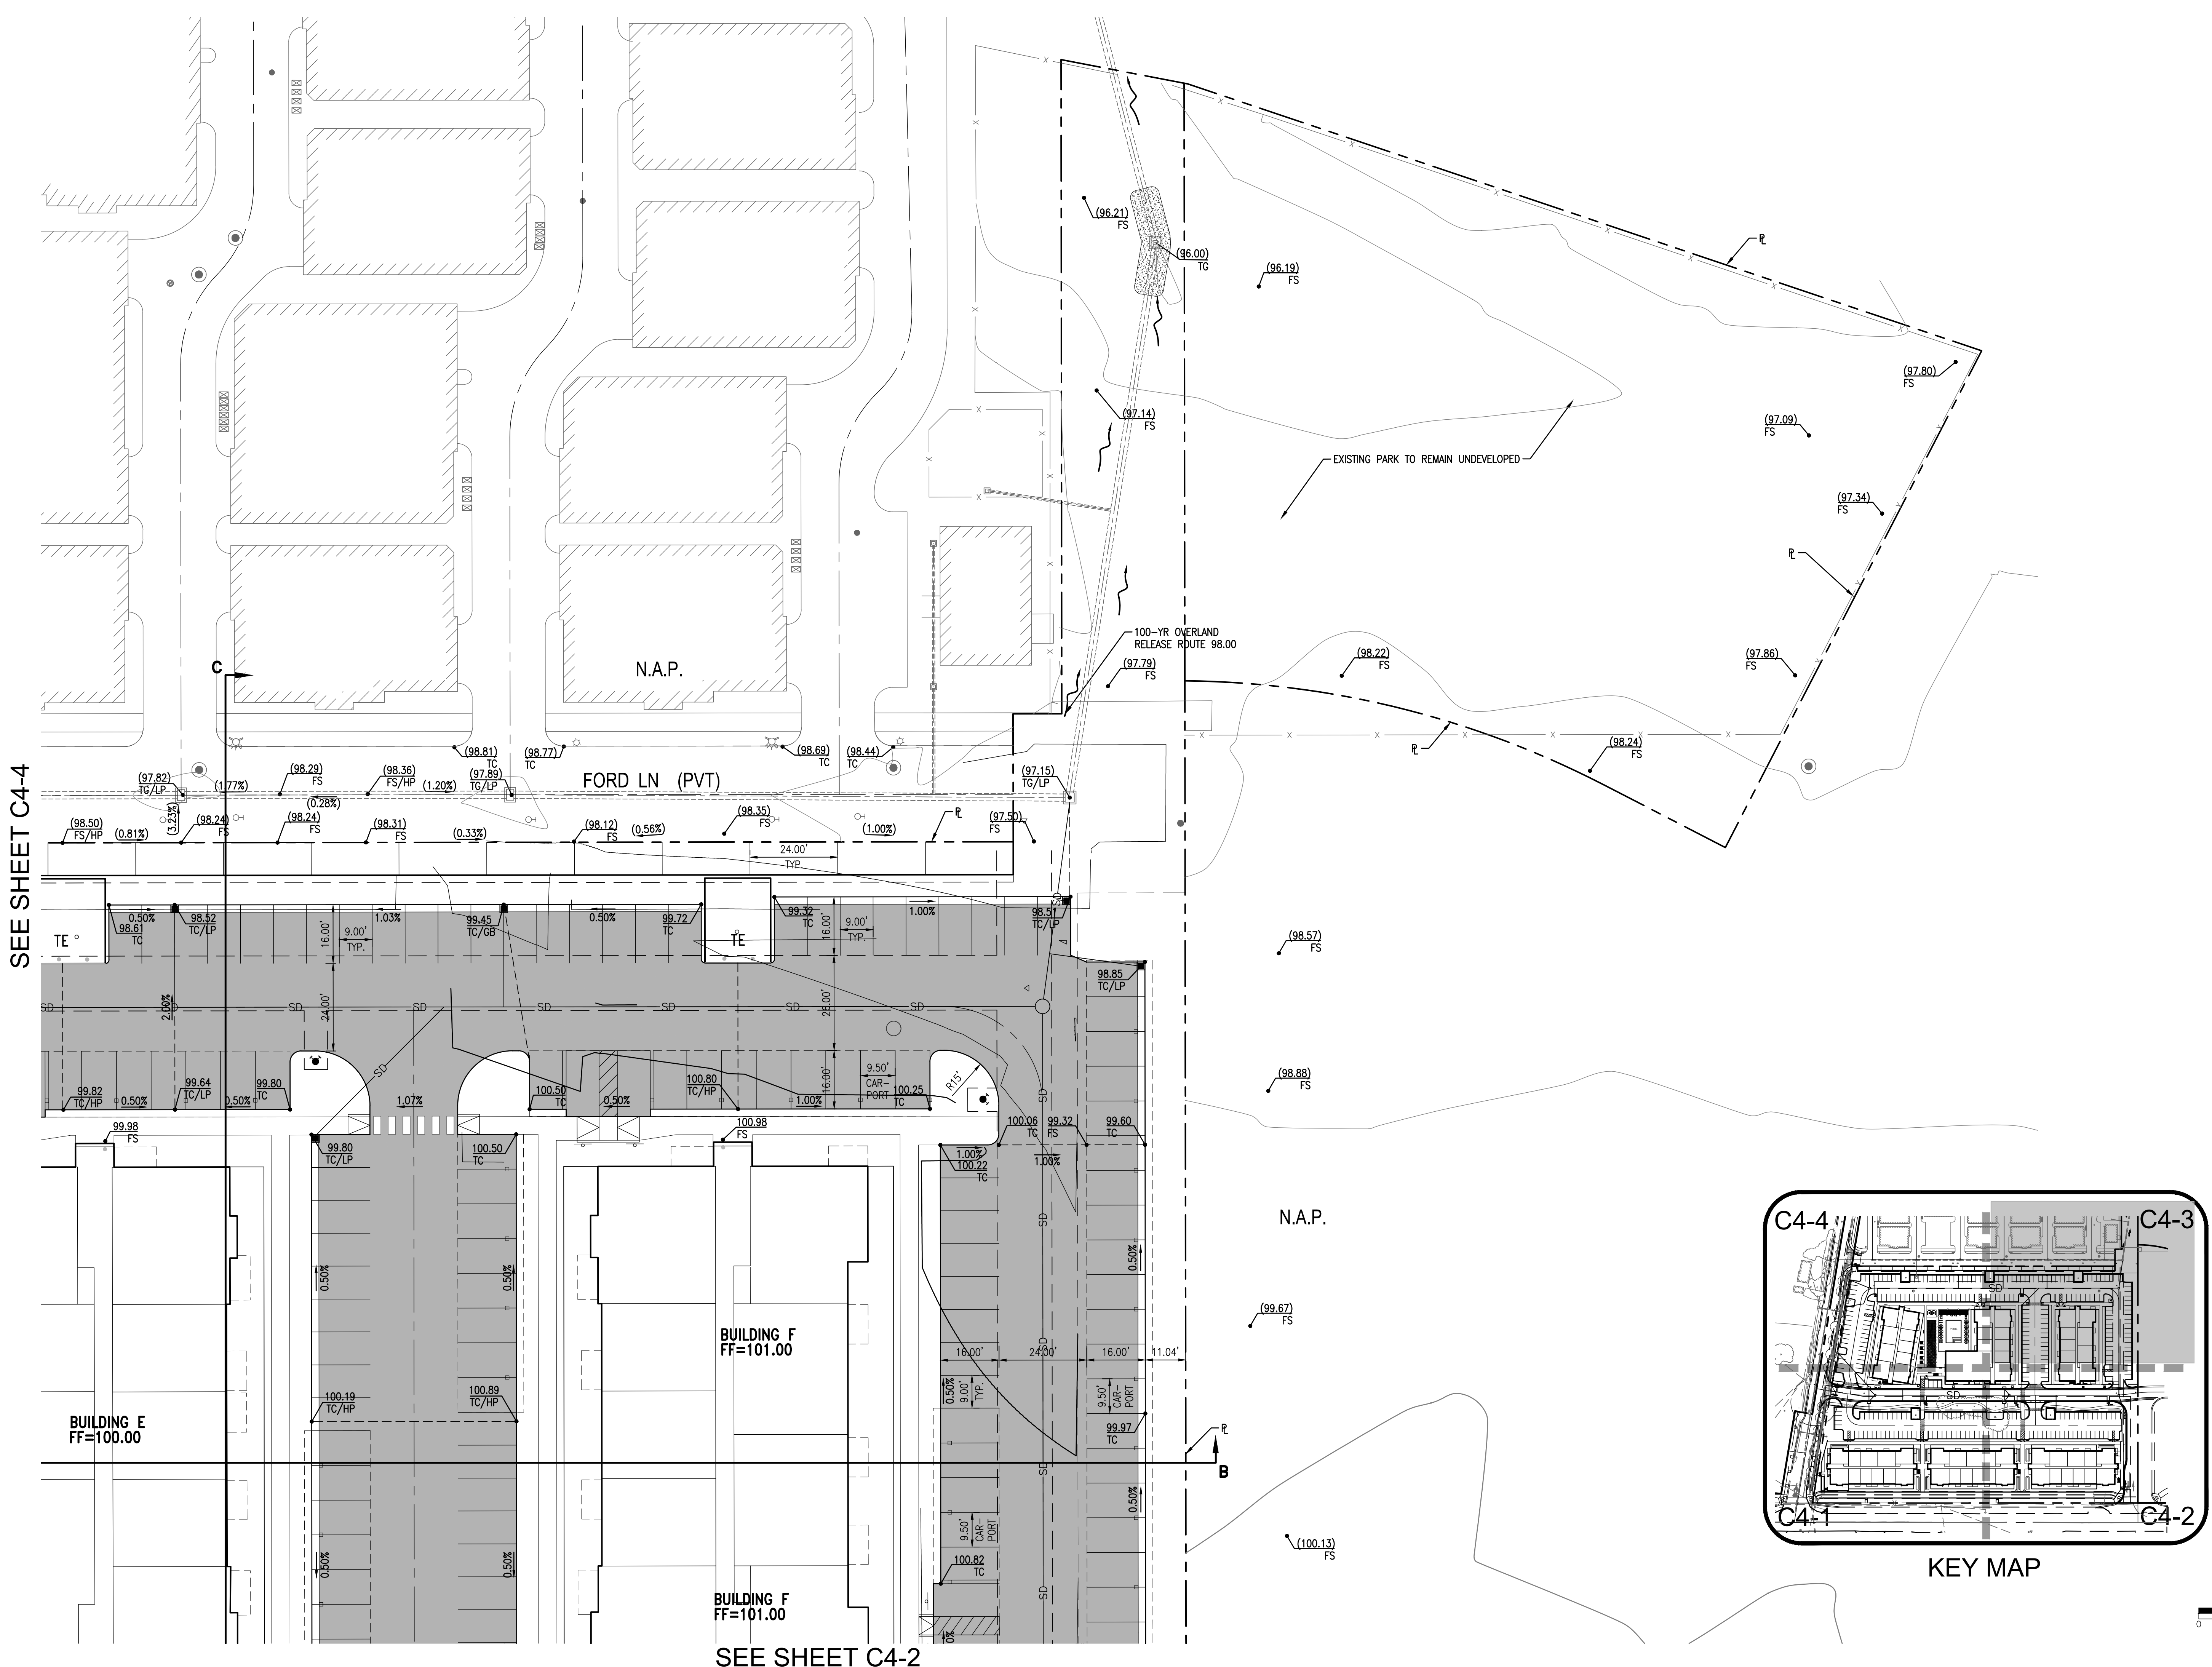 (96.21)
FS
(96.00)
TG
(96.19)
FS
℄
(97.80)
FS
(97.14)
FS
(97.09)
FS
EXISTING PARK TO REMAIN UNDEVELOPED
(97.34)
FS
100-YR OVERLAND
RELEASE ROUTE 98.00
(97.79)
FS
(98.22)
FS
(97.86)
FS
(98.24)
FS
C
N.A.P.
SEE SHEET C4-4
(98.81)
TC
(98.77)
TC
(98.69)
TC
(98.44)
TC
(97.82)
TG/LP
(1.77%)
(98.29)
FS
(98.36)
FS/HP
(1.20%)
(97.89)
TG/LP
FORD LN (PVT)
(97.15)
TG/LP
(0.28%)
(3.23%)
(98.50)
FS/HP
(0.81%)
(98.24)
FS
(98.24)
FS
(98.31)
FS
(0.33%)
(98.12)
FS
(0.56%)
(98.35)
FS
(1.00%)
(97.50)
FS
24.00'
TYP.
0.50%
98.61
TC
98.52
TC/LP
1.03%
99.45
TC/GB
0.50%
99.72
TC
99.32
TC
1.00%
98.51
TC/LP
TE
16.00'
9.00'
TYP.
TE
16.00'
9.00'
TYP.
(98.57)
FS
98.85
TC/LP
2.00%
24.00'
26.00'
SD
SD
SD
SD
SD
SD
SD
SD
SD
99.82
TC/HP
0.50%
99.64
TC/LP
0.50%
99.80
TC
1.07%
100.50
TC
0.50%
100.80
TC/HP
1.00%
16.00'
9.50'
CAR-
PORT
100.25
TC
R15'
(98.88)
FS
99.98
FS
99.80
TC/LP
100.50
TC
100.98
FS
1.00%
100.22
TC
100.06
TC
99.32
FS
1.00%
99.60
TC
N.A.P.
0.50%
0.50%
0.50%
(99.67)
FS
BUILDING F
FF=101.00
16.00'
24.00'
16.00'
11.04'
0.50%
9.00'
TYP.
9.50'
CAR-
PORT
100.19
TC/HP
100.89
TC/HP
99.97
TC
BUILDING E
FF=100.00
B
0.50%
0.50%
0.50%
9.50'
CAR-
PORT
(100.13)
FS
100.82
TC
BUILDING F
FF=101.00
SEE SHEET C4-2
C4-4
C4-3
SD
SD
C4-1
C4-2
KEY MAP
0